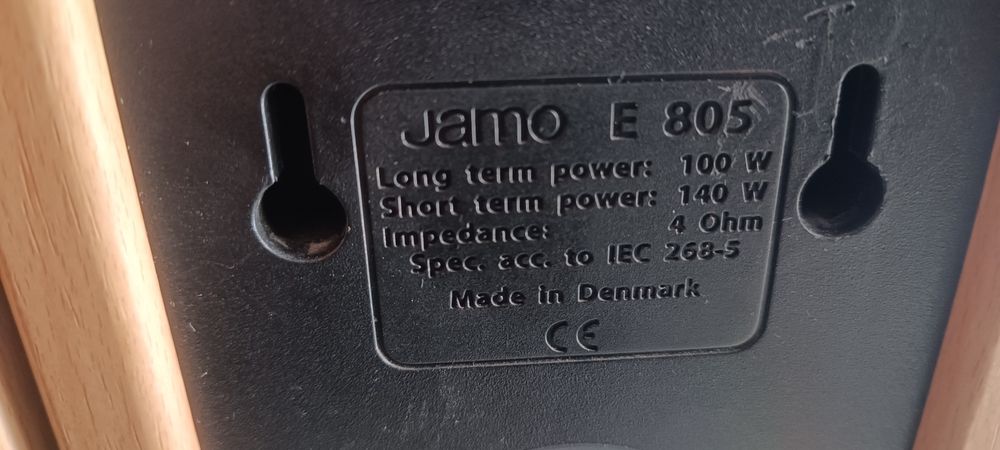 Jamo E 805
Long term power: 100 W
Short term power: 140 W
Impedance: 4 Ohm
Spec. acc. to IEC 268-5
Made in Denmark
CE